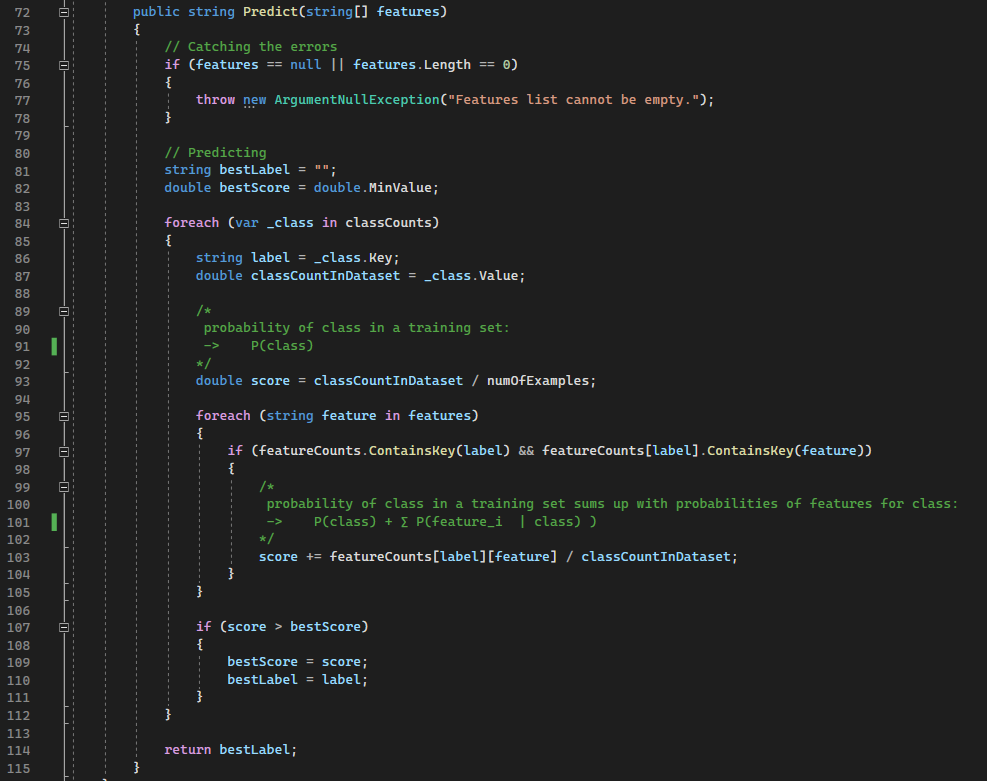 72 public string Predict(string[] features)
73 {
74 // Catching the errors
75 if (features == null || features.Length == 0)
76 {
77 throw new ArgumentNullException("Features list cannot be empty.");
78 }
79
80 // Predicting
81 string bestLabel = "";
82 double bestScore = double.MinValue;
83
84 foreach (var _class in classCounts)
85 {
86 string label = _class.Key;
87 double classCountInDataset = _class.Value;
88
89 /*
90 probability of class in a training set:
91 -> P(class)
92 */
93 double score = classCountInDataset / numOfExamples;
94
95 foreach (string feature in features)
96 {
97 if (featureCounts.ContainsKey(label) && featureCounts[label].ContainsKey(feature))
98 {
99 /*
100 probability of class in a training set sums up with probabilities of features for class:
101 -> P(class) + Σ P(feature_i | class) )
102 */
103 score += featureCounts[label][feature] / classCountInDataset;
104 }
105 }
106
107 if (score > bestScore)
108 {
109 bestScore = score;
110 bestLabel = label;
111 }
112 }
113
114 return bestLabel;
115 }